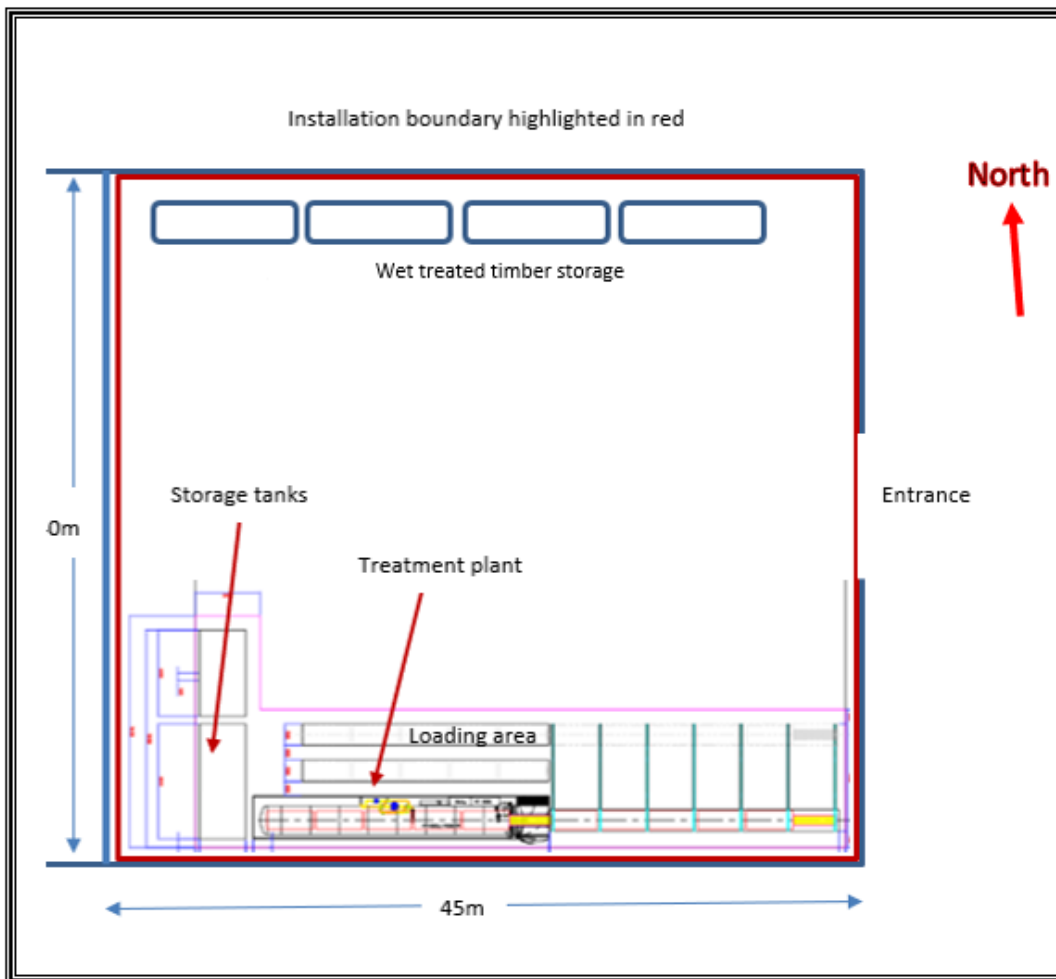 Installation boundary highlighted in red
North
Wet treated timber storage
Storage tanks
Entrance
0m
Treatment plant
Loading area
45m